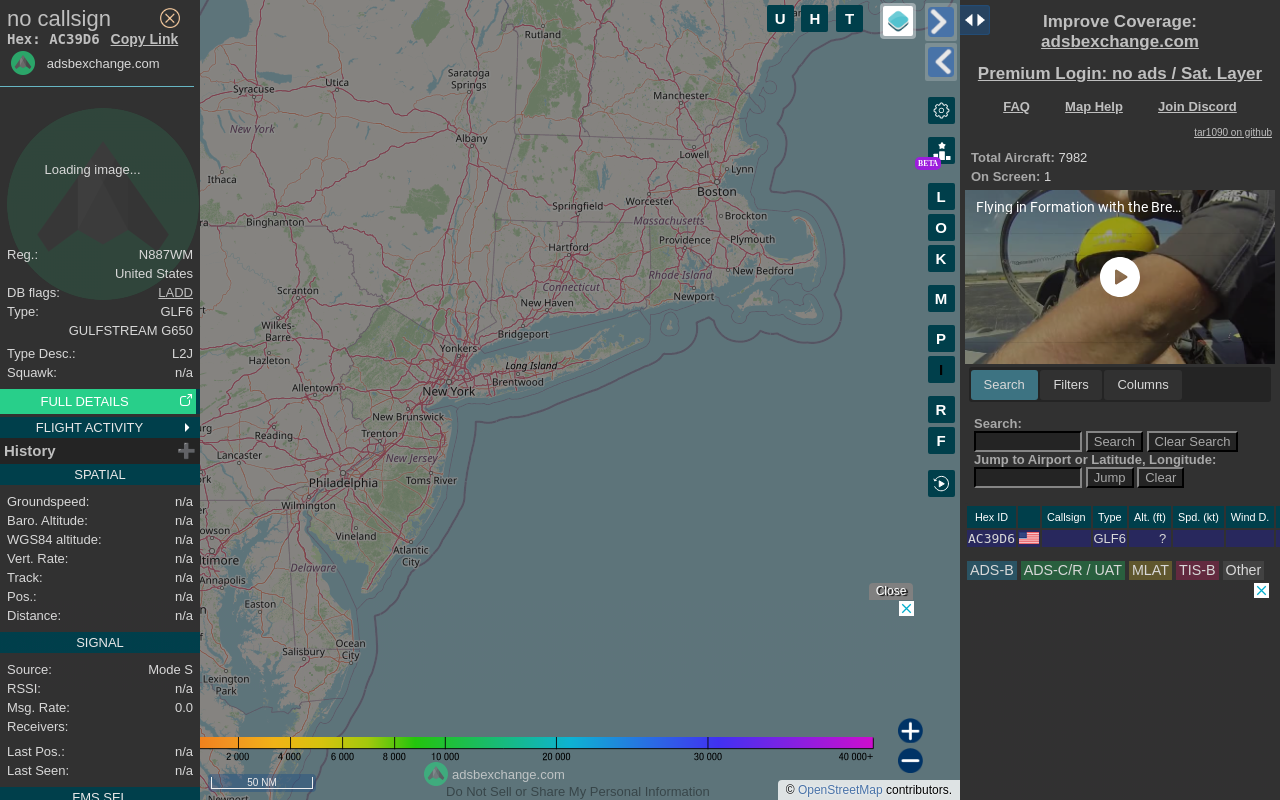 no callsign
Hex: AC39D6 Copy Link
adsbexchange.com
Loading image...
Reg.: N887WM
United States
DB flags: LADD
Type: GLF6
GULFSTREAM G650
Type Desc.: L2J
Squawk: n/a
FULL DETAILS
FLIGHT ACTIVITY
History
SPATIAL
Groundspeed: n/a
Baro. Altitude: n/a
WGS84 altitude: n/a
Vert. Rate: n/a
Track: n/a
Pos.: n/a
Distance: n/a
SIGNAL
Source: Mode S
RSSI: n/a
Msg. Rate: 0.0
Receivers:
Last Pos.: n/a
Last Seen: n/a
FMS SEL
U H T
BETA
L
O
K
M
P
I
R
F
Rutland
Saratoga
Springs
Utica
Syracuse
Manchester
New York
Albany
Lowell
Lynn
Ithaca
Boston
Worcester
Springfield
Massachusetts
Brockton
Binghamton
Plymouth
Providence
Hartford
Rhode Island
New Bedford
Connecticut
Scranton
New Haven
Newport
Wilkes-
Barre
Bridgeport
Yonkers
Hazleton
Long Island
Brentwood
Allentown
New York
New Brunswick
Reading
Trenton
Lancaster
New Jersey
Philadelphia
Toms River
Wilmington
Vineland
Atlantic
City
Annapolis
Delaware
Easton
Ocean
City
Salisbury
Lexington
Park
Close
2 000 4 000 6 000 8 000 10 000 20 000 30 000 40 000+
50 NM
adsbexchange.com
Do Not Sell or Share My Personal Information
© OpenStreetMap contributors.
Improve Coverage:
adsbexchange.com
Premium Login: no ads / Sat. Layer
FAQ Map Help Join Discord
tar1090 on github
Total Aircraft: 7982
On Screen: 1
Flying in Formation with the Bre...
Search Filters Columns
Search:
Search Clear Search
Jump to Airport or Latitude, Longitude:
Jump Clear
Hex ID Callsign Type Alt. (ft) Spd. (kt) Wind D.
AC39D6 GLF6 ?
ADS-B ADS-C/R / UAT MLAT TIS-B Other